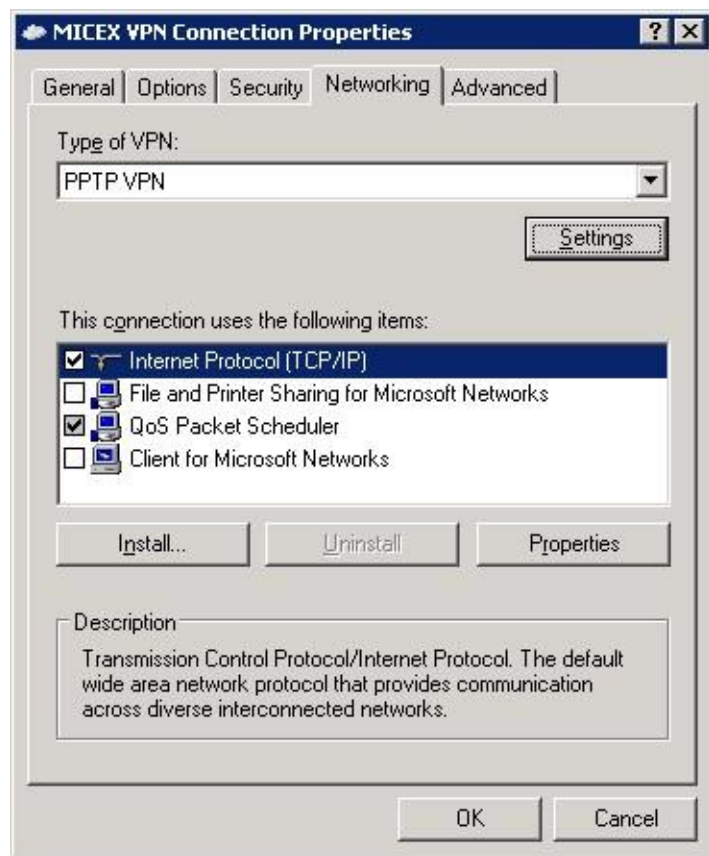 MICEX VPN Connection Properties
General Options Security Networking Advanced
Type of VPN:
PPTP VPN
Settings
This connection uses the following items:
Internet Protocol (TCP/IP)
File and Printer Sharing for Microsoft Networks
QoS Packet Scheduler
Client for Microsoft Networks
Install... Uninstall Properties
Description
Transmission Control Protocol/Internet Protocol. The default
wide area network protocol that provides communication
across diverse interconnected networks.
OK Cancel